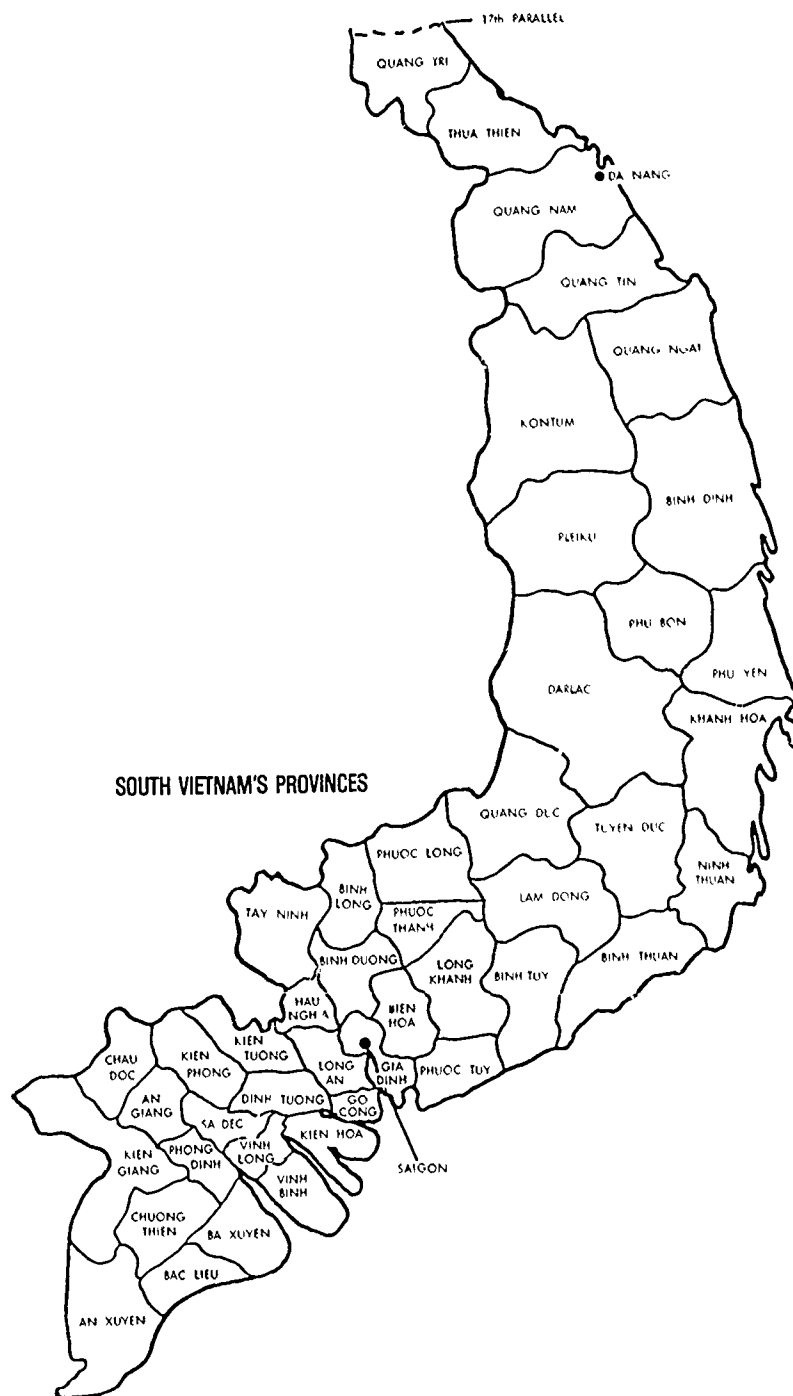 17th PARALLEL
QUANG TRI
THUA THIEN
DA NANG
QUANG NAM
QUANG TIN
QUANG NGAI
KONTUM
BINH DINH
PLEIKU
PHU BON
PHU YEN
DARLAC
KHANH HOA
SOUTH VIETNAM'S PROVINCES
QUANG DUC
TUYEN DUC
PHUOC LONG
NINH
THUAN
BINH
LONG
LAM DONG
TAY NINH
PHUOC
THANH
BINH DUONG
LONG
KHANH
BINH TUY
BINH THUAN
HAU
NGHIA
BIEN
HOA
KIEN
TUONG
CHAU
DOC
KIEN
PHONG
LONG
AN
GIA
DINH
PHUOC TUY
AN
GIANG
DINH TUONG
GO
CONG
SA DEC
KIEN HOA
KIEN
GIANG
PHONG
DINH
VINH
LONG
SAIGON
VINH
BINH
CHUONG
THIEN
BA XUYEN
BAC LIEU
AN XUYEN